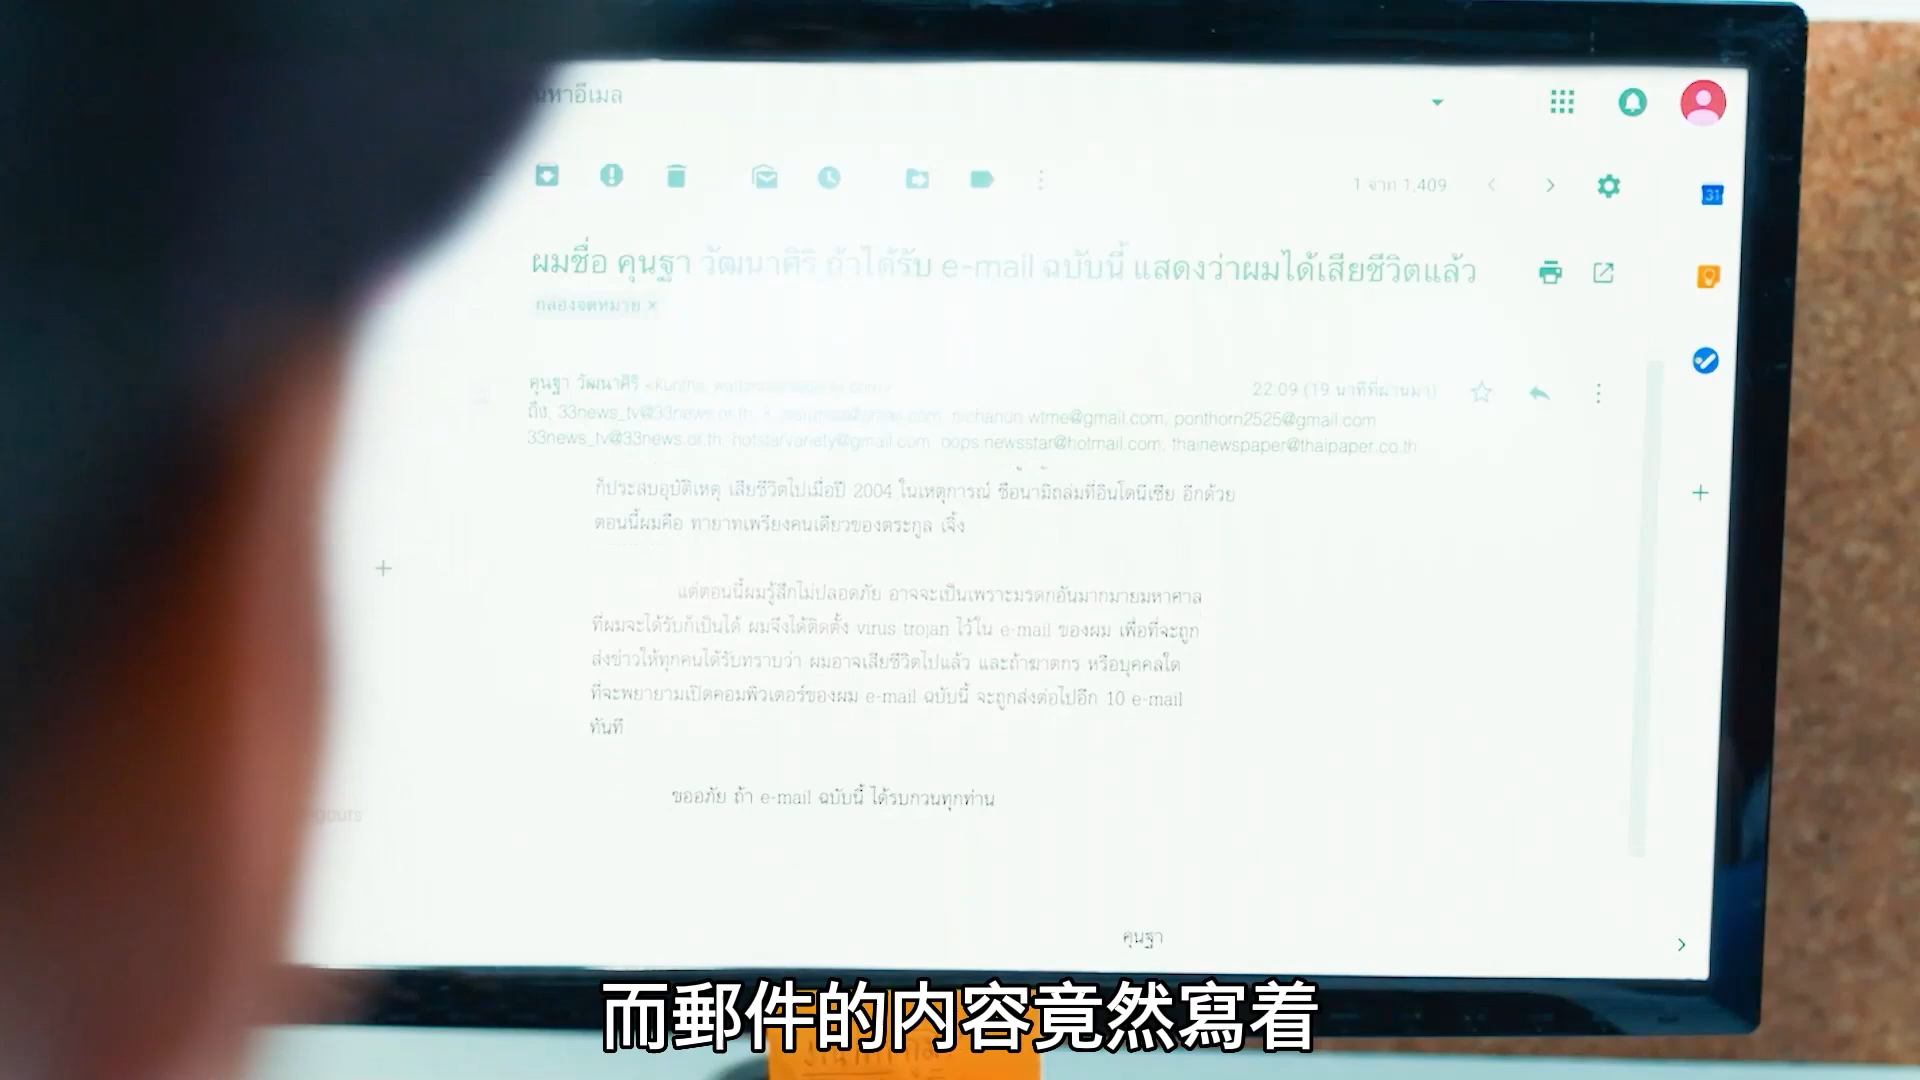 หาอีเมล
1 จาก 1,409
31
ผมชื่อ คุนฐา วัฒนาศิริ ถ้าได้รับ e-mail ฉบับนี้ แสดงว่าผมได้เสียชีวิตแล้ว
กล่องจดหมาย ×
คุนฐา วัฒนาศิริ
22.09 (19 นาทีที่ผ่านมา)
ถึง, 33news_tv@33news.or.th, ponthorn2525@gmail.com
33news_tv@33news.or.th, hotstarvariety@gmail.com, oops.newsstar@hotmail.com, thainewspaper@thaipaper.co.th
ก็ประสบอุบัติเหตุ เสียชีวิตไปเมื่อปี 2004 ในเหตุการณ์ ซือนามิถล่มที่อินโดนีเซีย อีกด้วย
ตอนนี้ผมคือ ทายาทเพรียงคนเดียวของตระกูล เจิ้ง
แต่ตอนนี้ผมรู้สึกไม่ปลอดภัย อาจจะเป็นเพราะมรดกอันมากมายมหาศาล
ที่ผมจะได้รับก็เป็นได้ ผมจึงได้ติดตั้ง virus trojan ไว้ใน e-mail ของผม เพื่อที่จะถูก
ส่งข่าวให้ทุกคนได้รับทราบว่า ผมอาจเสียชีวิตไปแล้ว และถ้าฆาตกร หรือบุคคลใด
ที่จะพยายามเปิดคอมพิวเตอร์ของผม e-mail ฉบับนี้ จะถูกส่งต่อไปอีก 10 e-mail
ทันที
ขออภัย ถ้า e-mail ฉบับนี้ ได้รบกวนทุกท่าน
gouts
คุนฐา
而郵件的內容竟然寫着